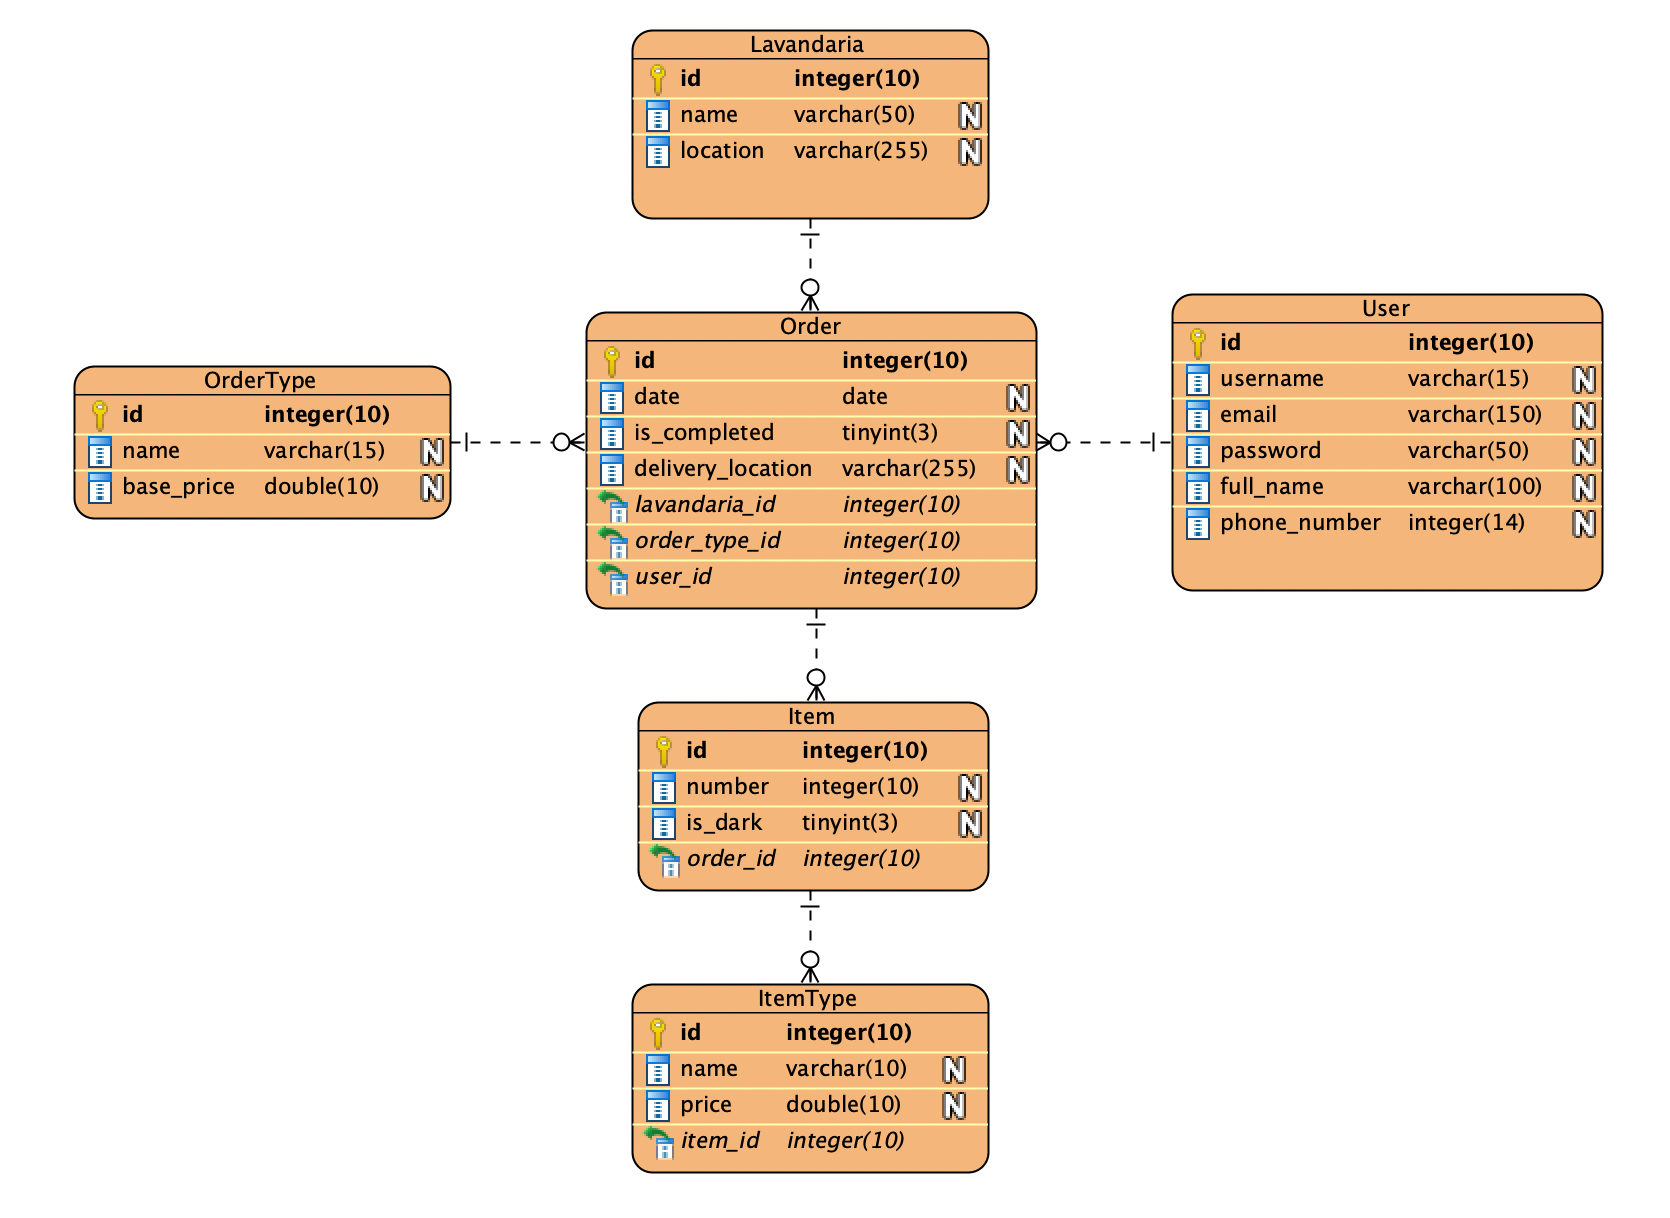 Lavandaria
id integer(10)
name varchar(50) N
location varchar(255) N
OrderType
id integer(10)
name varchar(15) N
base_price double(10) N
Order
id integer(10)
date date N
is_completed tinyint(3) N
delivery_location varchar(255) N
lavandaria_id integer(10)
order_type_id integer(10)
user_id integer(10)
User
id integer(10)
username varchar(15) N
email varchar(150) N
password varchar(50) N
full_name varchar(100) N
phone_number integer(14) N
Item
id integer(10)
number integer(10) N
is_dark tinyint(3) N
order_id integer(10)
ItemType
id integer(10)
name varchar(10) N
price double(10) N
item_id integer(10)